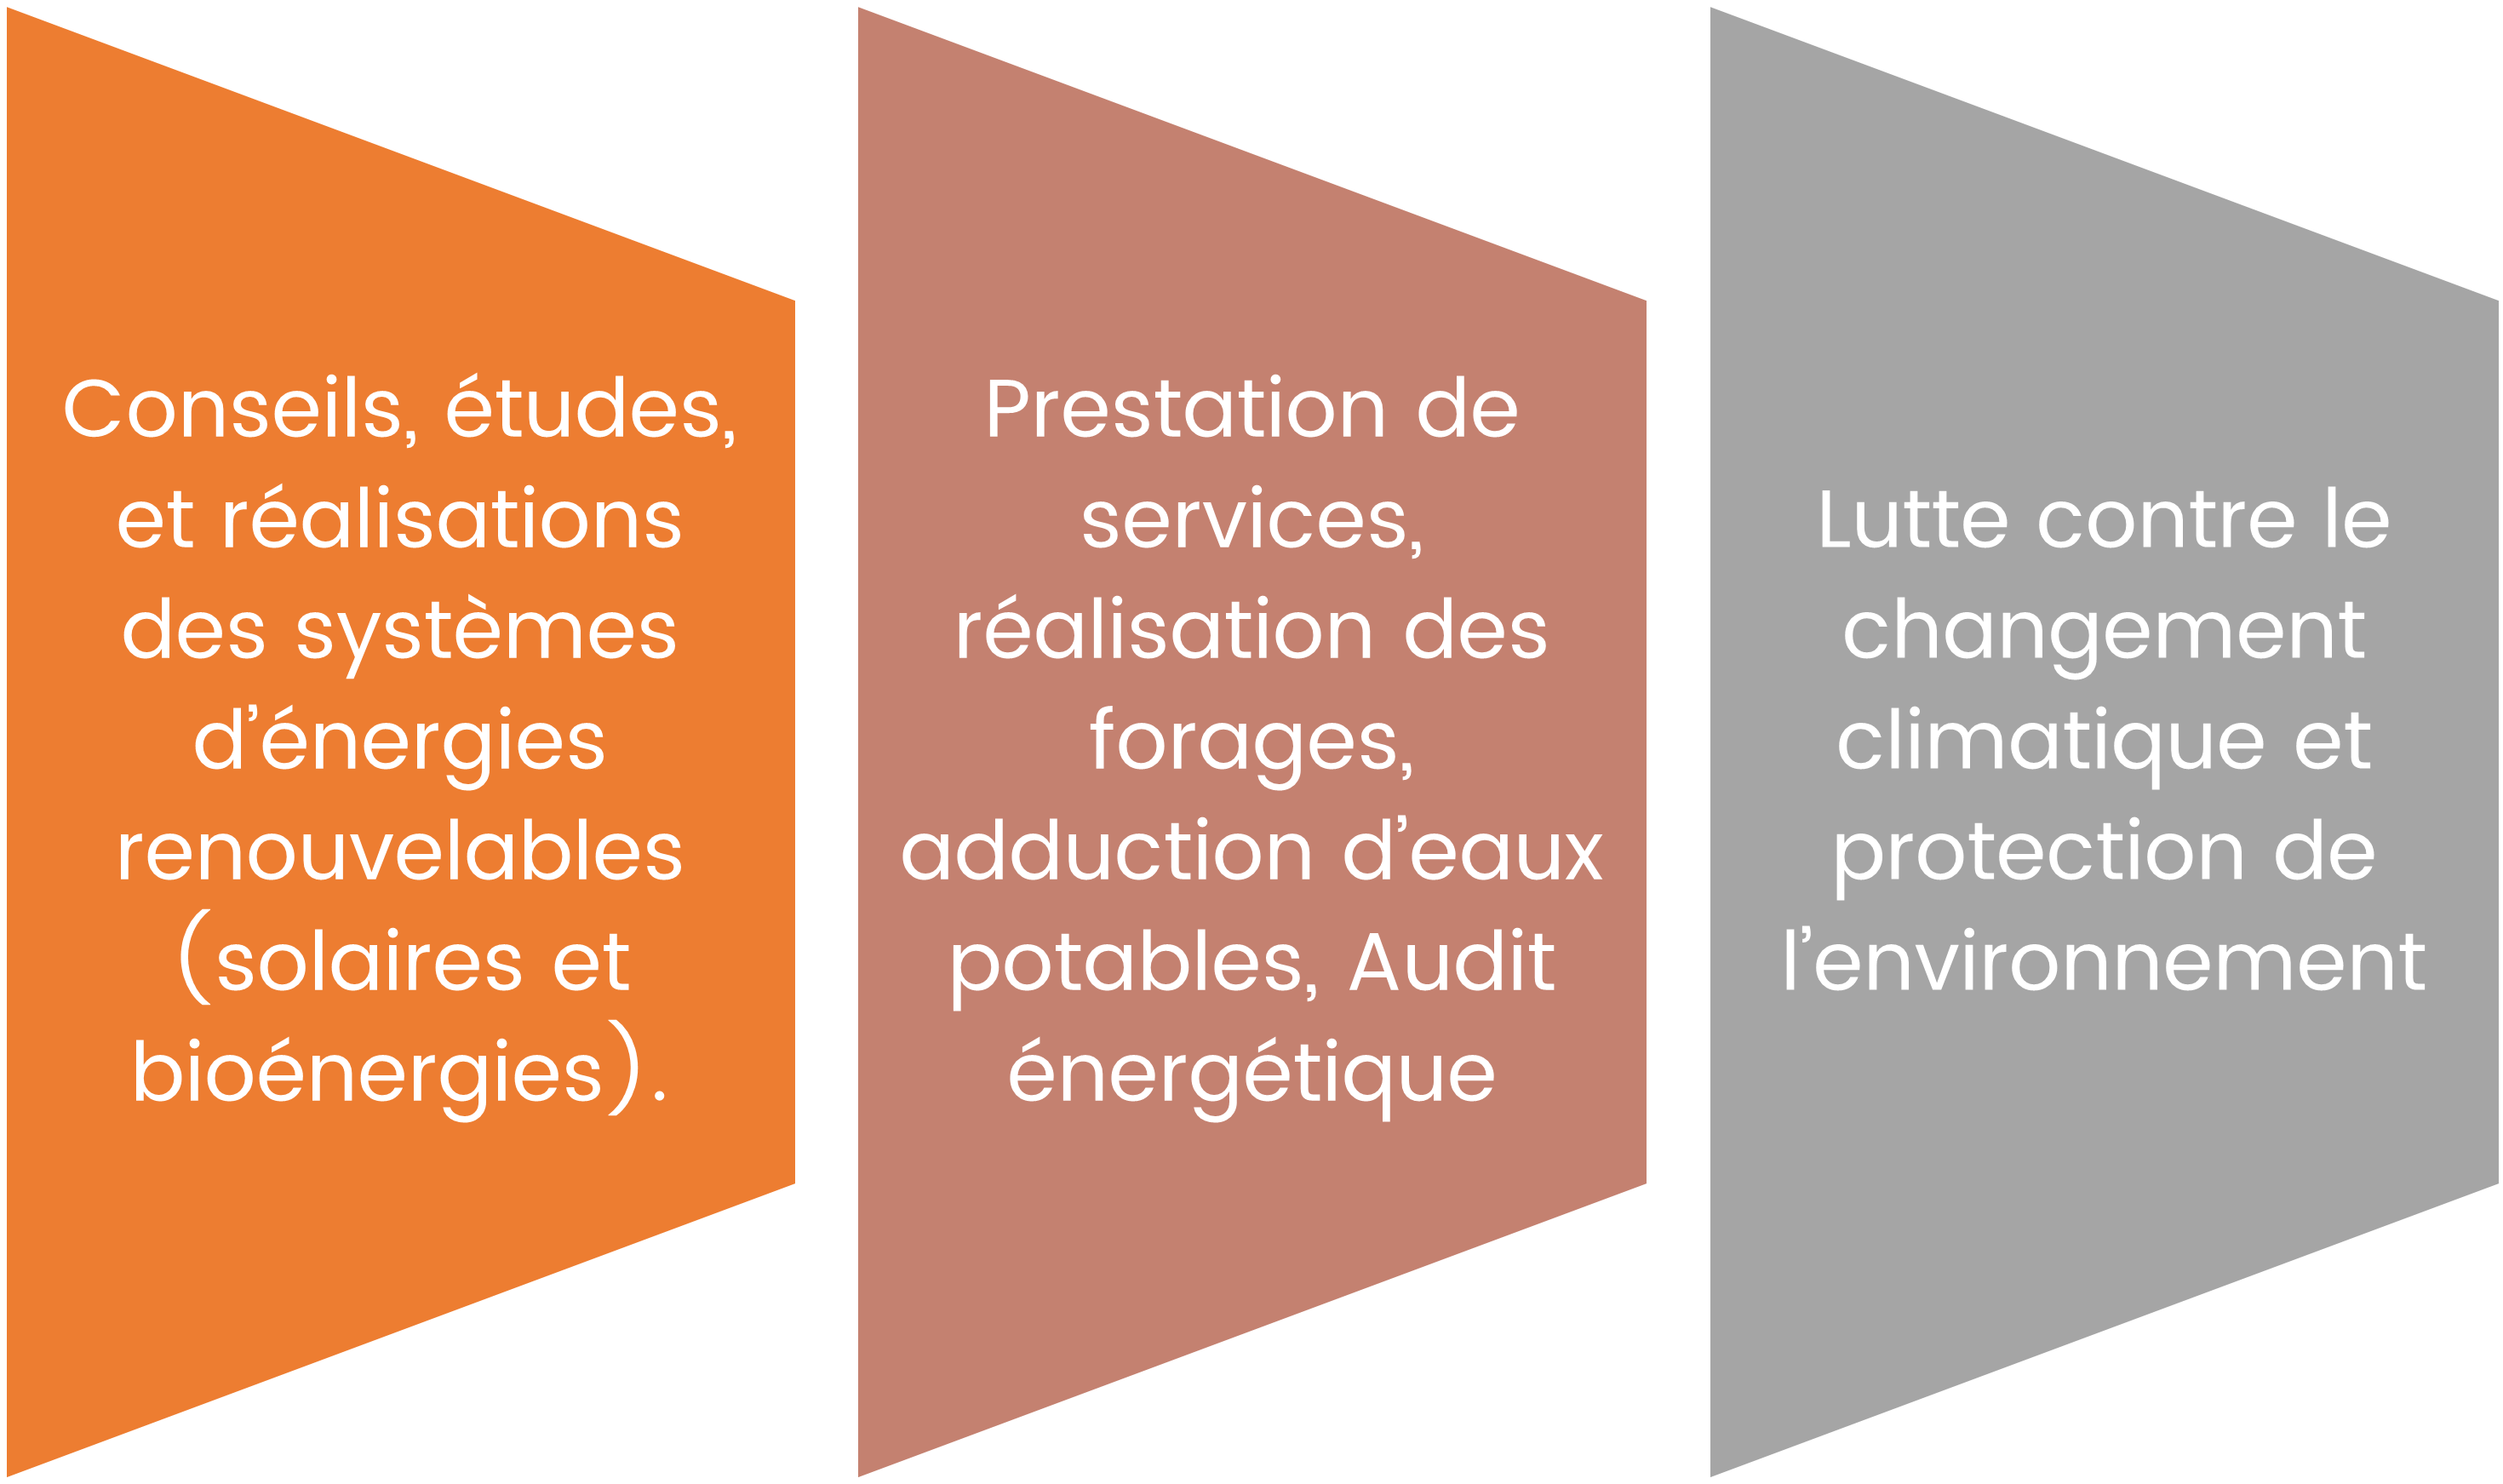 Conseils, études,
et réalisations
des systèmes
d’énergies
renouvelables
(solaires et
bioénergies).
Prestation de
services,
réalisation des
forages,
adduction d’eaux
potables, Audit
énergétique
Lutte contre le
changement
climatique et
protection de
l’environnement